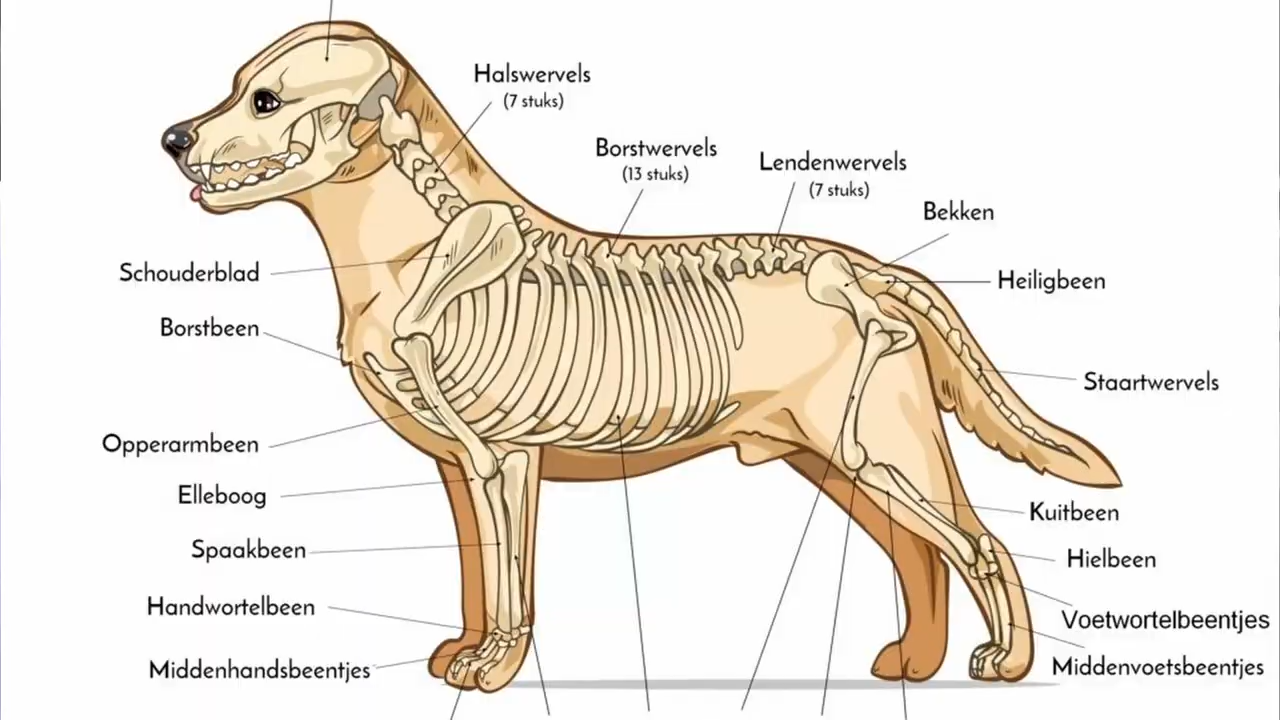 Halswervels
(7 stuks)
Borstwervels
(13 stuks)
Lendenwervels
(7 stuks)
Bekken
Schouderblad
Heiligbeen
Borstbeen
Staartwervels
Opperarmbeen
Elleboog
Kuitbeen
Spaakbeen
Hielbeen
Handwortelbeen
Voetwortelbeentjes
Middenhandsbeentjes
Middenvoetsbeentjes